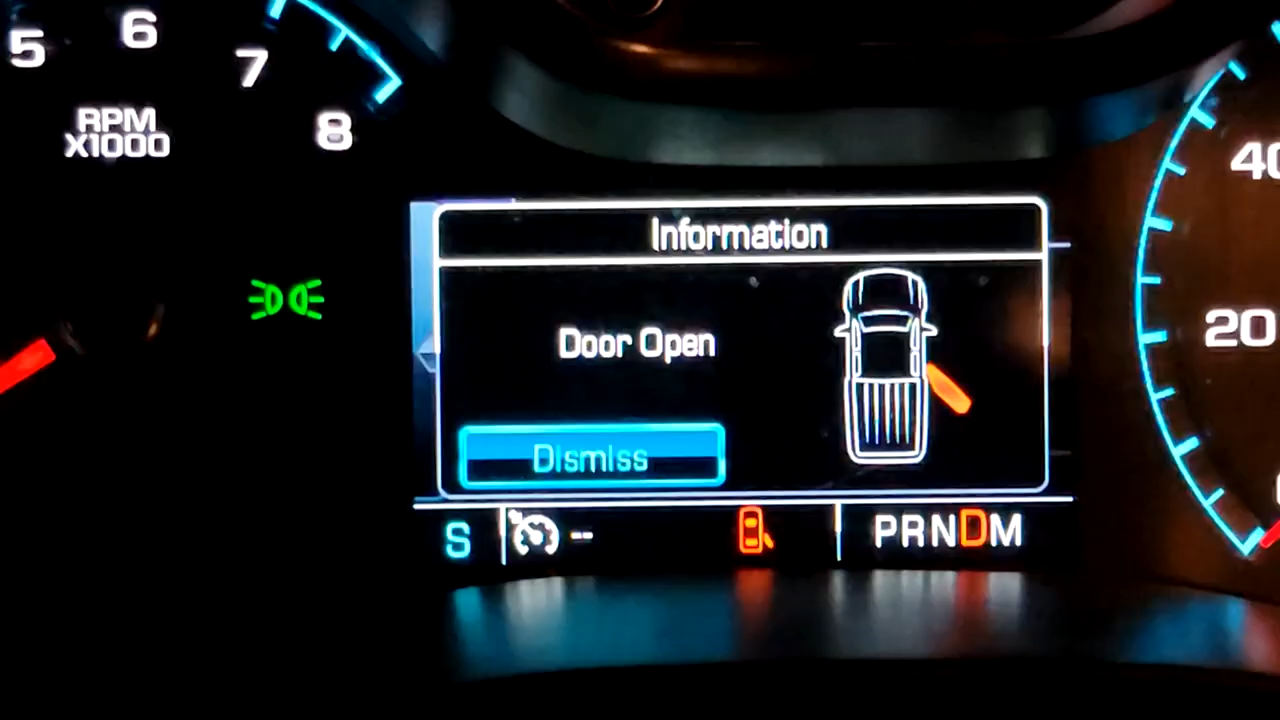 5
6
7
8
RPM
X1000
Information
Door Open
Dismiss
S
--
PRNDM
40
20